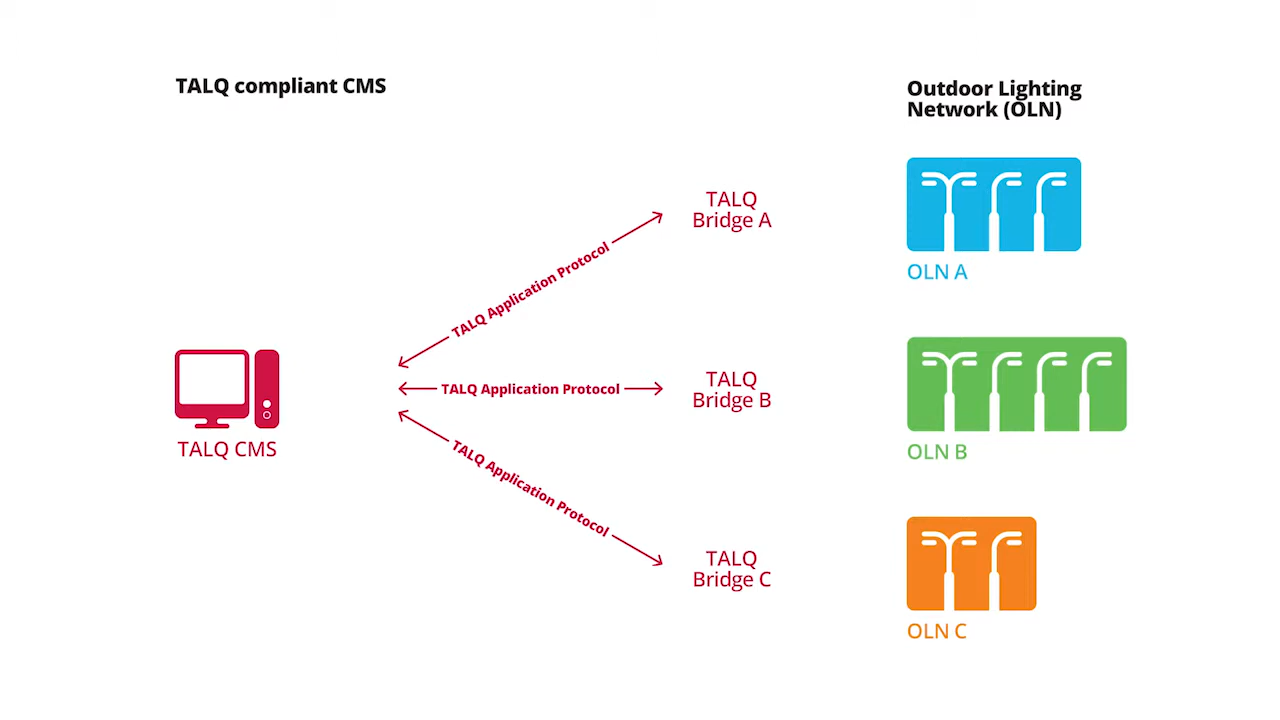 TALQ compliant CMS
Outdoor Lighting
Network (OLN)
TALQ
Bridge A
OLN A
TALQ Application Protocol
TALQ CMS
TALQ Application Protocol
TALQ
Bridge B
OLN B
TALQ Application Protocol
TALQ
Bridge C
OLN C